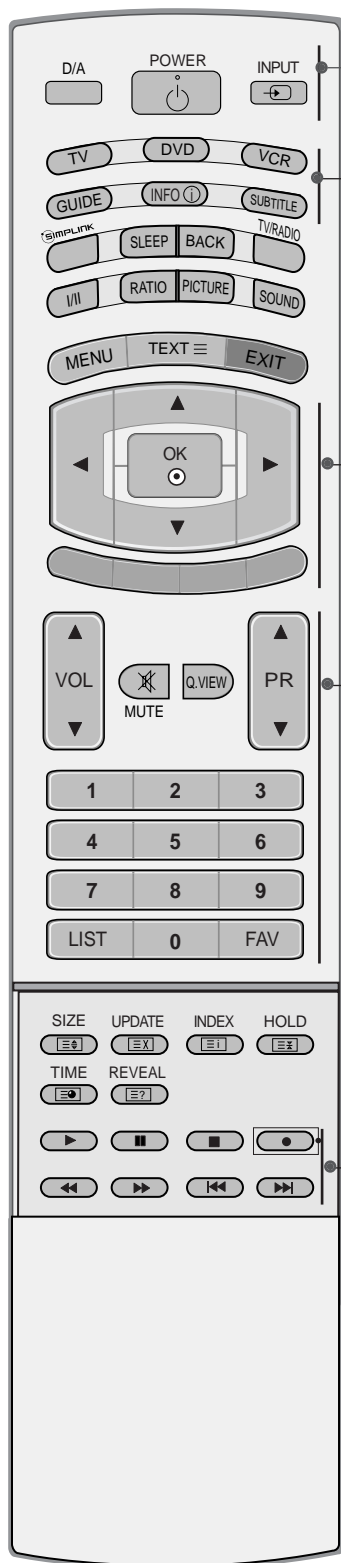 D/A POWER INPUT
TV DVD VCR
GUIDE INFO i SUBTITLE
SIMPLINK SLEEP BACK TV/RADIO
I/II RATIO PICTURE SOUND
MENU TEXT EXIT
OK
VOL Q.VIEW PR
MUTE
1 2 3
4 5 6
7 8 9
LIST 0 FAV
SIZE UPDATE INDEX HOLD
X i
TIME REVEAL
?